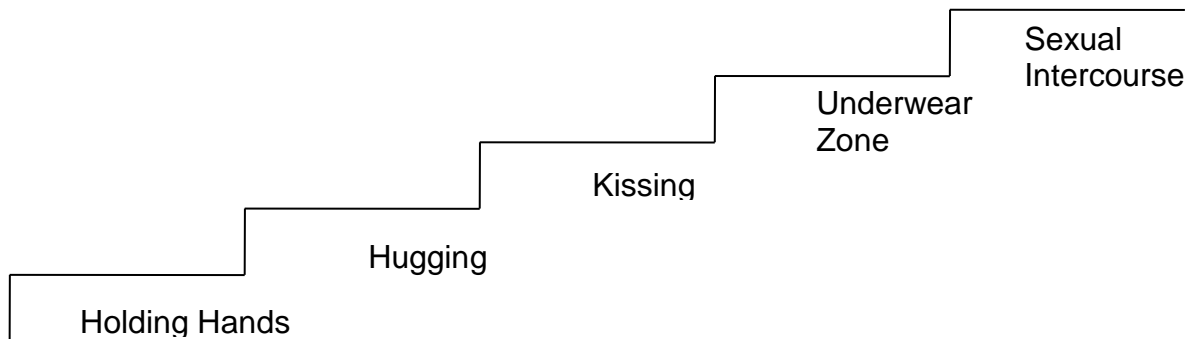 Sexual
Intercourse
Underwear
Zone
Kissing
Hugging
Holding Hands